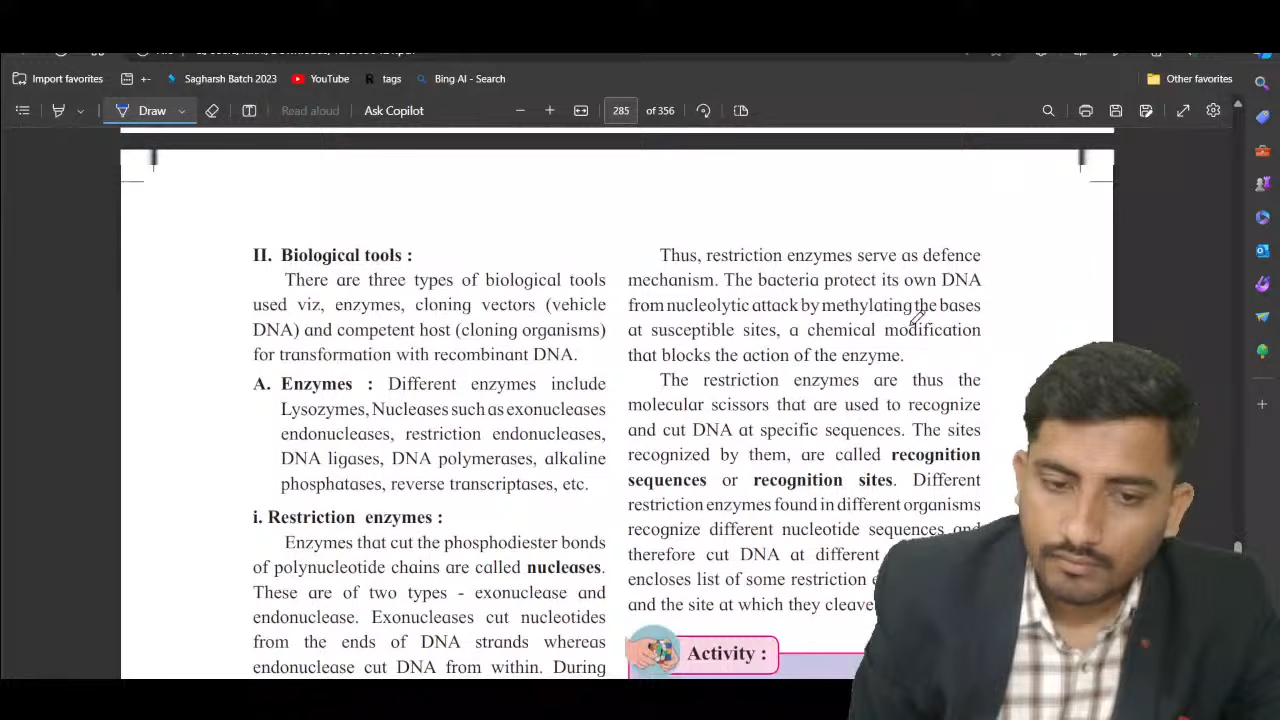 Import favorites
+-
Sagharsh Batch 2023
YouTube
tags
Bing AI - Search
Other favorites
Draw
Read aloud
Ask Copilot
285 of 356
II. Biological tools :
There are three types of biological tools
used viz, enzymes, cloning vectors (vehicle
DNA) and competent host (cloning organisms)
for transformation with recombinant DNA.
A. Enzymes : Different enzymes include
Lysozymes, Nucleases such as exonucleases
endonucleases, restriction endonucleases,
DNA ligases, DNA polymerases, alkaline
phosphatases, reverse transcriptases, etc.
i. Restriction enzymes :
Enzymes that cut the phosphodiester bonds
of polynucleotide chains are called nucleases.
These are of two types - exonuclease and
endonuclease. Exonucleases cut nucleotides
from the ends of DNA strands whereas
endonuclease cut DNA from within. During
Thus, restriction enzymes serve as defence
mechanism. The bacteria protect its own DNA
from nucleolytic attack by methylating the bases
at susceptible sites, a chemical modification
that blocks the action of the enzyme.
The restriction enzymes are thus the
molecular scissors that are used to recognize
and cut DNA at specific sequences. The sites
recognized by them, are called recognition
sequences or recognition sites. Different
restriction enzymes found in different organisms
recognize different nucleotide sequences and
therefore cut DNA at different
encloses list of some restriction
and the site at which they cleave
Activity :